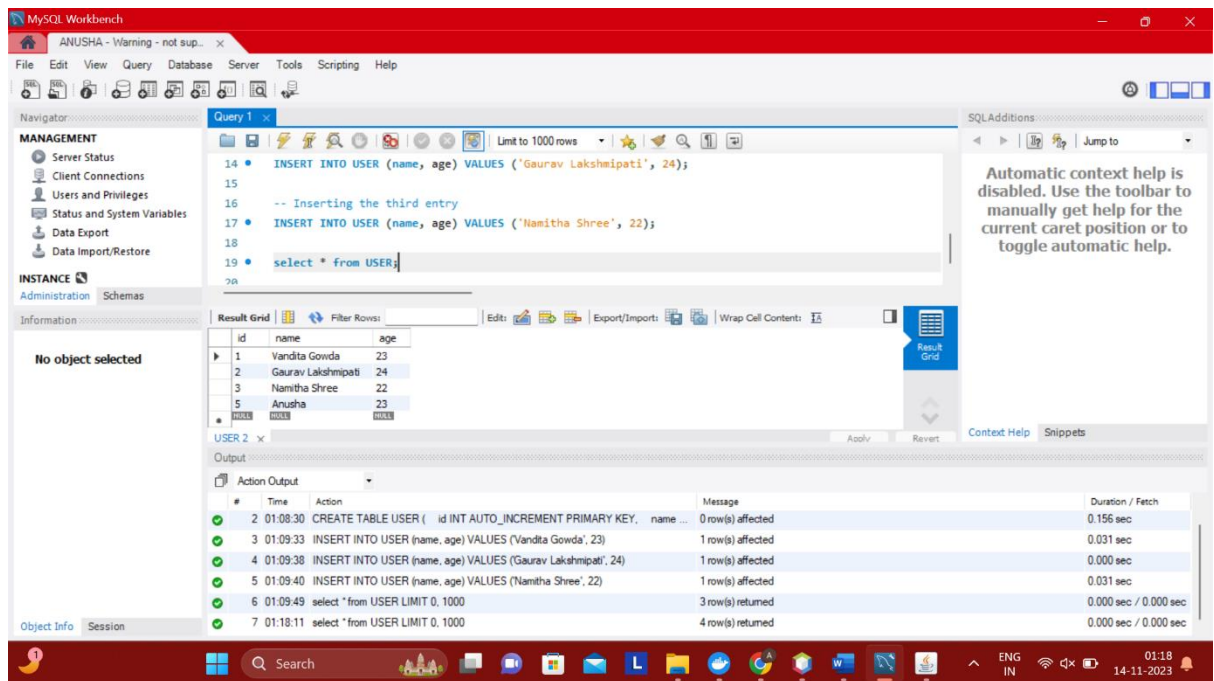 MySQL Workbench
ANUSHA - Warning - not sup...
File Edit View Query Database Server Tools Scripting Help
Navigator
MANAGEMENT
Server Status
Client Connections
Users and Privileges
Status and System Variables
Data Export
Data Import/Restore
INSTANCE
Administration Schemas
Information
No object selected
Object Info Session
Query 1
Limit to 1000 rows
14 INSERT INTO USER (name, age) VALUES ('Gaurav Lakshmipati', 24);
15
16 -- Inserting the third entry
17 INSERT INTO USER (name, age) VALUES ('Namitha Shree', 22);
18
19 select * from USER;
20
Result Grid Filter Rows: Edit: Export/Import: Wrap Cell Content:
id name age
1 Vandita Gowda 23
2 Gaurav Lakshmipati 24
3 Namitha Shree 22
5 Anusha 23
NULL NULL NULL
Result
Grid
USER 2 Apply Revert
SQLAdditions
Jump to
Automatic context help is
disabled. Use the toolbar to
manually get help for the
current caret position or to
toggle automatic help.
Context Help Snippets
Output
Action Output
# Time Action Message Duration / Fetch
2 01:08:30 CREATE TABLE USER ( id INT AUTO_INCREMENT PRIMARY KEY, name ... 0 row(s) affected 0.156 sec
3 01:09:33 INSERT INTO USER (name, age) VALUES ('Vandita Gowda', 23) 1 row(s) affected 0.031 sec
4 01:09:38 INSERT INTO USER (name, age) VALUES ('Gaurav Lakshmipati', 24) 1 row(s) affected 0.000 sec
5 01:09:40 INSERT INTO USER (name, age) VALUES ('Namitha Shree', 22) 1 row(s) affected 0.031 sec
6 01:09:49 select * from USER LIMIT 0, 1000 3 row(s) returned 0.000 sec / 0.000 sec
7 01:18:11 select * from USER LIMIT 0, 1000 4 row(s) returned 0.000 sec / 0.000 sec
1
Search
ENG
IN
01:18
14-11-2023